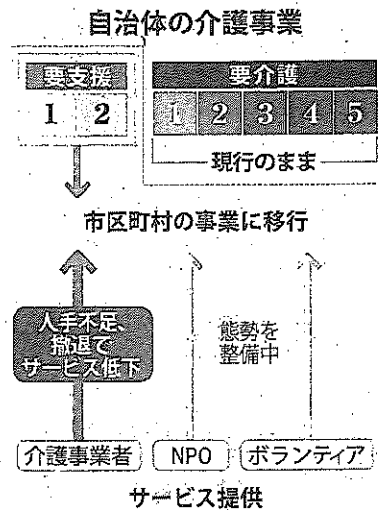 自治体の介護事業
要支援
要介護
1 2
1 2 3 4 5
現行のまま
市区町村の事業に移行
人手不足、
撤退で
サービス低下
態勢を
整備中
介護事業者
NPO
ボランティア
サービス提供